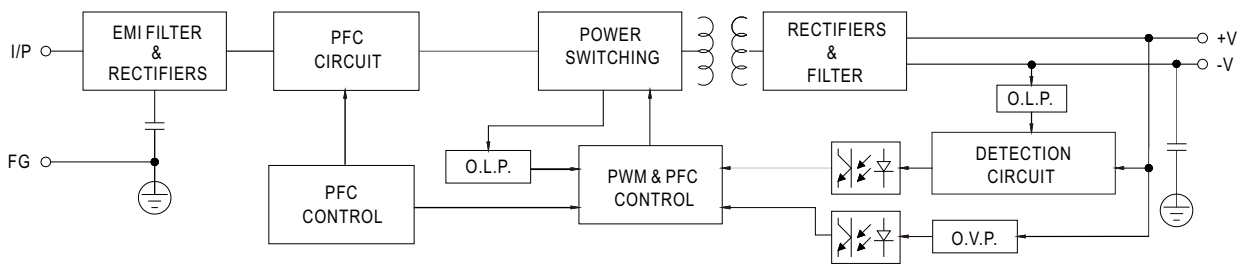 I/P
EMI FILTER
&
RECTIFIERS
PFC
CIRCUIT
POWER
SWITCHING
RECTIFIERS
&
FILTER
+V
-V
O.L.P.
FG
O.L.P.
PFC
CONTROL
PWM & PFC
CONTROL
DETECTION
CIRCUIT
O.V.P.